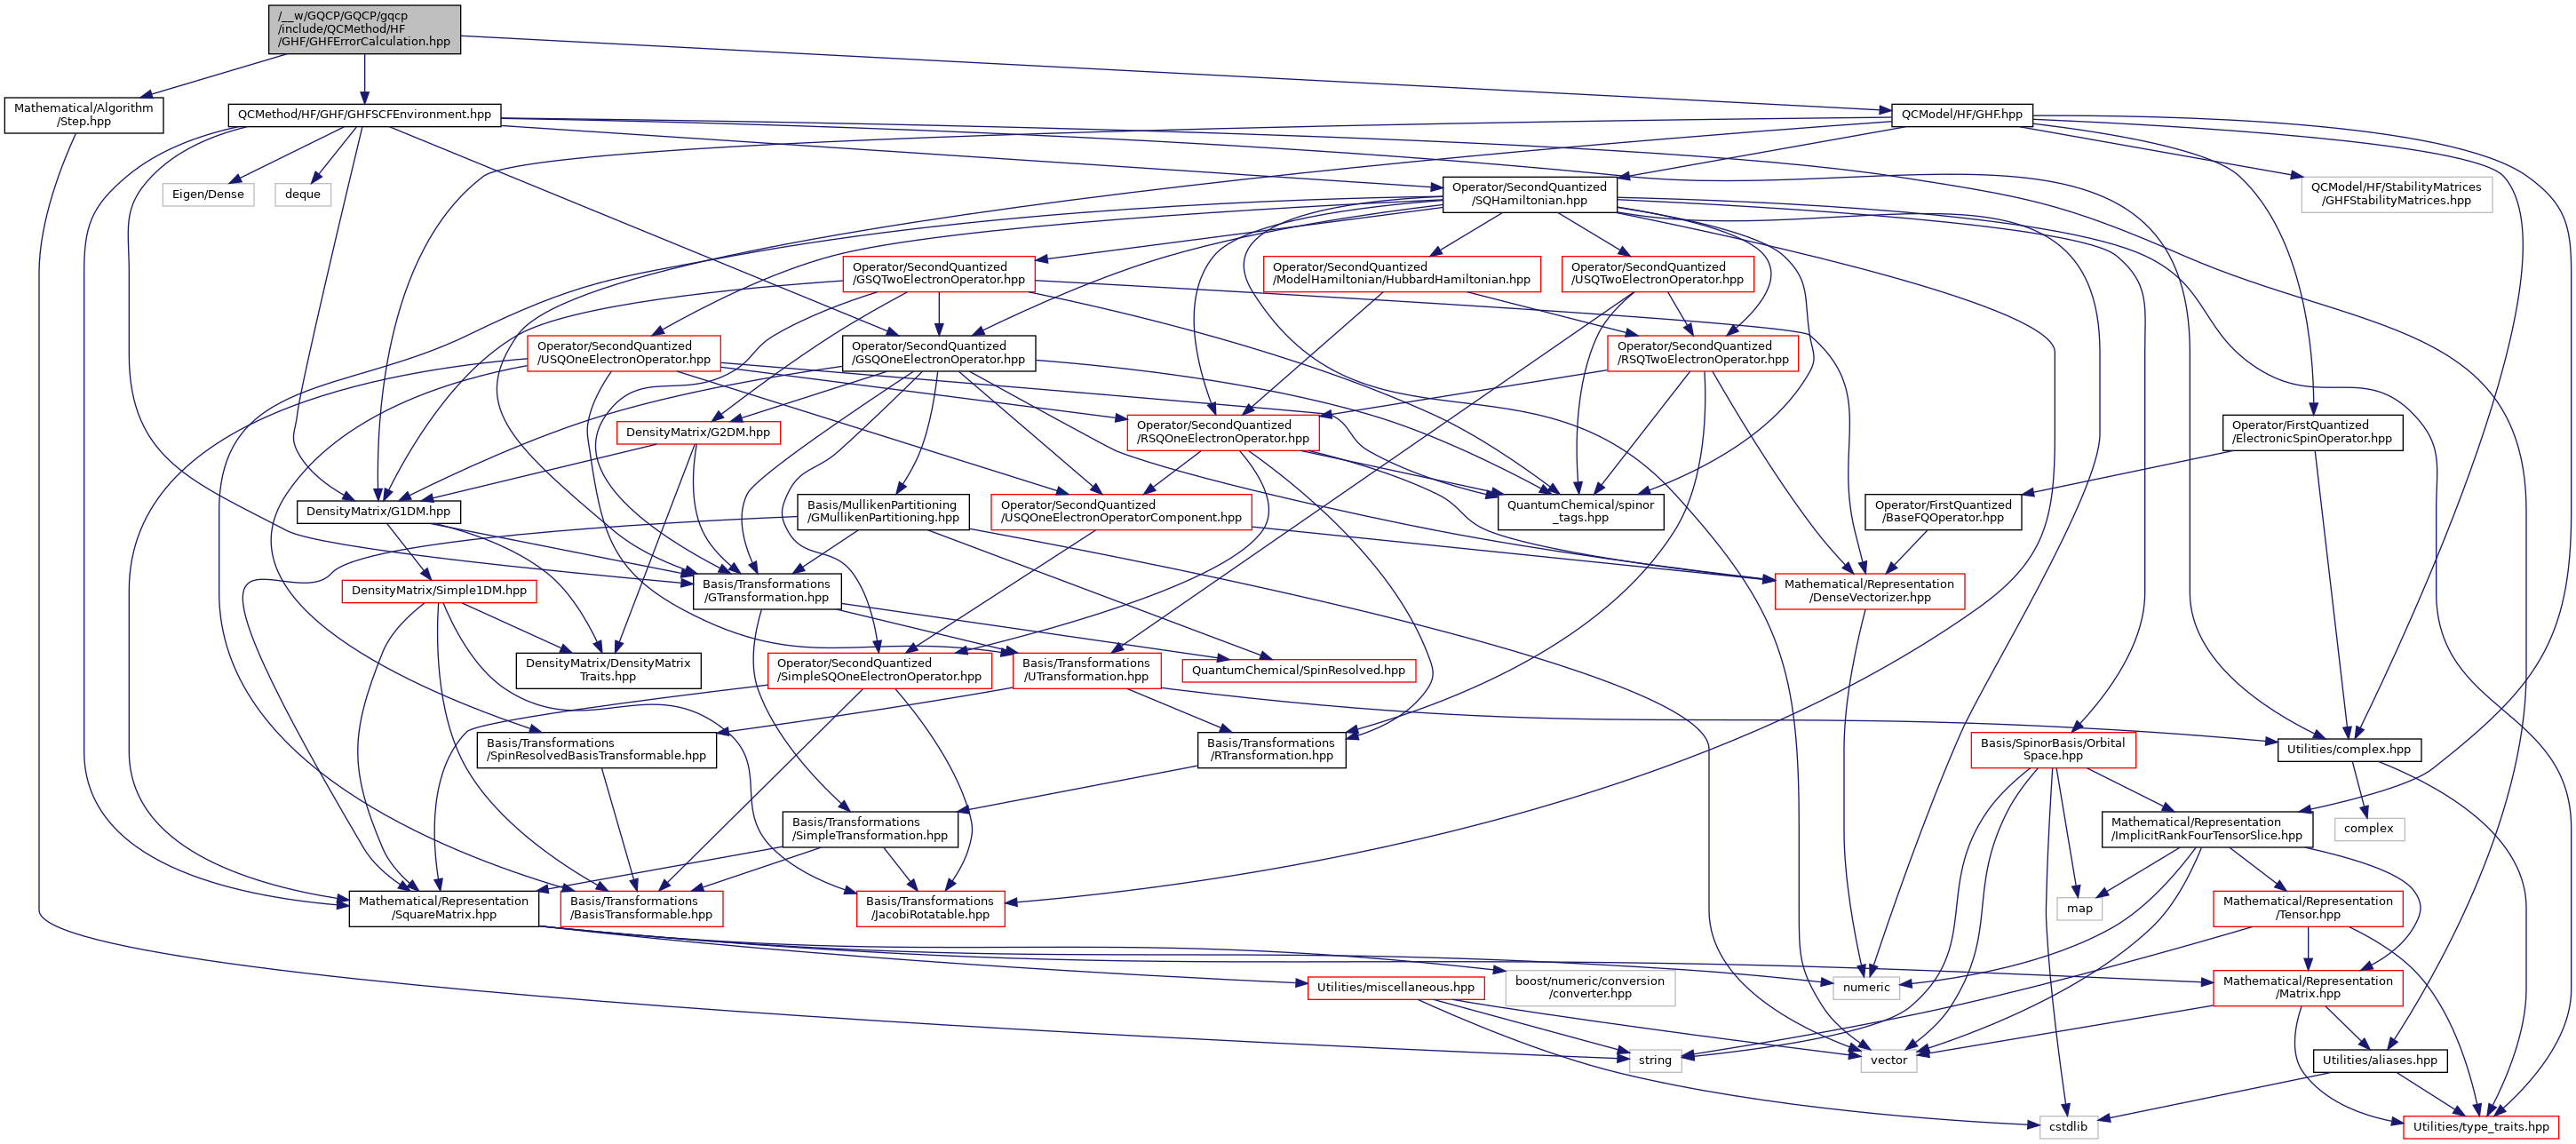 /__w/GQCP/GQCP/gqcp
/include/QCMethod/HF
/GHF/GHFErrorCalculation.hpp
Mathematical/Algorithm
/Step.hpp
QCMethod/HF/GHF/GHFSCFEnvironment.hpp
QCModel/HF/GHF.hpp
Eigen/Dense
deque
Operator/SecondQuantized
/SQHamiltonian.hpp
QCModel/HF/StabilityMatrices
/GHFStabilityMatrices.hpp
Operator/SecondQuantized
/GSQTwoElectronOperator.hpp
Operator/SecondQuantized
/ModelHamiltonian/HubbardHamiltonian.hpp
Operator/SecondQuantized
/USQTwoElectronOperator.hpp
Operator/SecondQuantized
/USQOneElectronOperator.hpp
Operator/SecondQuantized
/GSQOneElectronOperator.hpp
Operator/SecondQuantized
/RSQTwoElectronOperator.hpp
DensityMatrix/G2DM.hpp
Operator/SecondQuantized
/RSQOneElectronOperator.hpp
Operator/FirstQuantized
/ElectronicSpinOperator.hpp
DensityMatrix/G1DM.hpp
Basis/MullikenPartitioning
/GMullikenPartitioning.hpp
Operator/SecondQuantized
/USQOneElectronOperatorComponent.hpp
QuantumChemical/spinor
_tags.hpp
Operator/FirstQuantized
/BaseFQOperator.hpp
DensityMatrix/Simple1DM.hpp
Basis/Transformations
/GTransformation.hpp
Mathematical/Representation
/DenseVectorizer.hpp
DensityMatrix/DensityMatrix
Traits.hpp
Operator/SecondQuantized
/SimpleSQOneElectronOperator.hpp
Basis/Transformations
/UTransformation.hpp
QuantumChemical/SpinResolved.hpp
Basis/Transformations
/SpinResolvedBasisTransformable.hpp
Basis/Transformations
/RTransformation.hpp
Basis/SpinorBasis/Orbital
Space.hpp
Utilities/complex.hpp
Basis/Transformations
/SimpleTransformation.hpp
Mathematical/Representation
/ImplicitRankFourTensorSlice.hpp
complex
Mathematical/Representation
/SquareMatrix.hpp
Basis/Transformations
/BasisTransformable.hpp
Basis/Transformations
/JacobiRotatable.hpp
map
Mathematical/Representation
/Tensor.hpp
Utilities/miscellaneous.hpp
boost/numeric/conversion
/converter.hpp
numeric
Mathematical/Representation
/Matrix.hpp
string
vector
Utilities/aliases.hpp
cstdlib
Utilities/type_traits.hpp